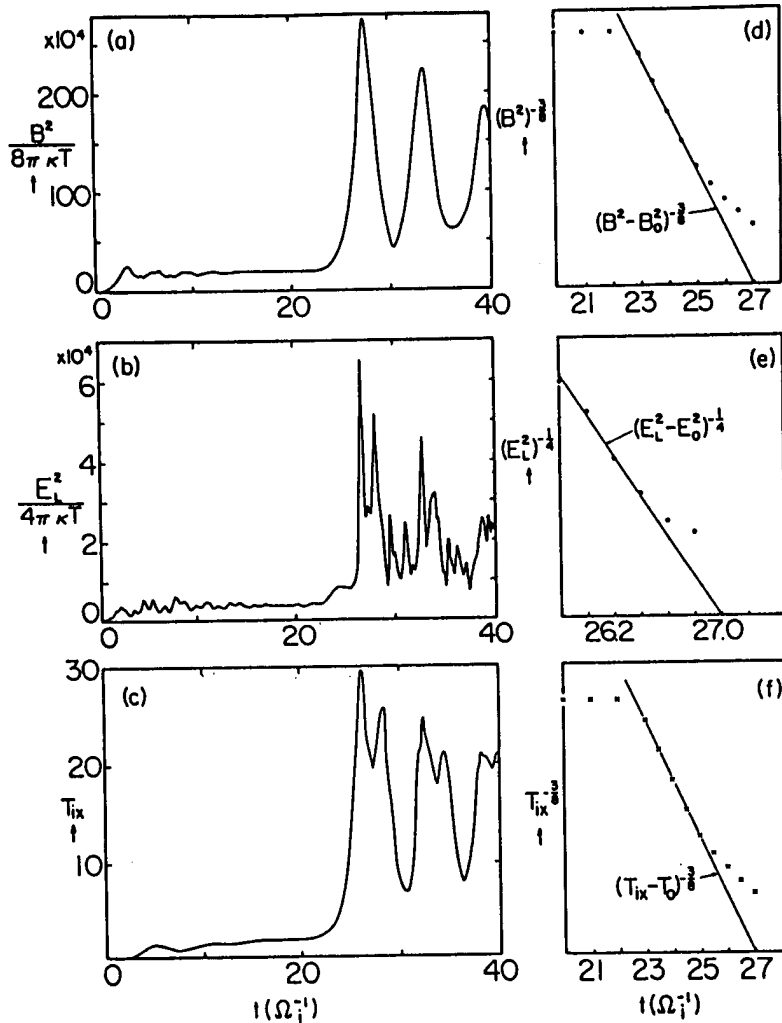 (a)
×10⁴
200
100
0
B²
8π κT
0
20
40
(d)
(B²)^-3/8
(B²-B₀²)^-3/8
21
23
25
27
(b)
×10⁴
6
4
2
0
E_L²
4π κT
0
20
40
(e)
(E_L²)^-1/4
(E_L²-E₀²)^-1/4
26.2
27.0
(c)
30
20
10
T_ix
0
20
40
t(Ω_i⁻¹)
(f)
T_ix^-3/8
(T_ix-T₀)^-3/8
21
23
25
27
t(Ω_i⁻¹)